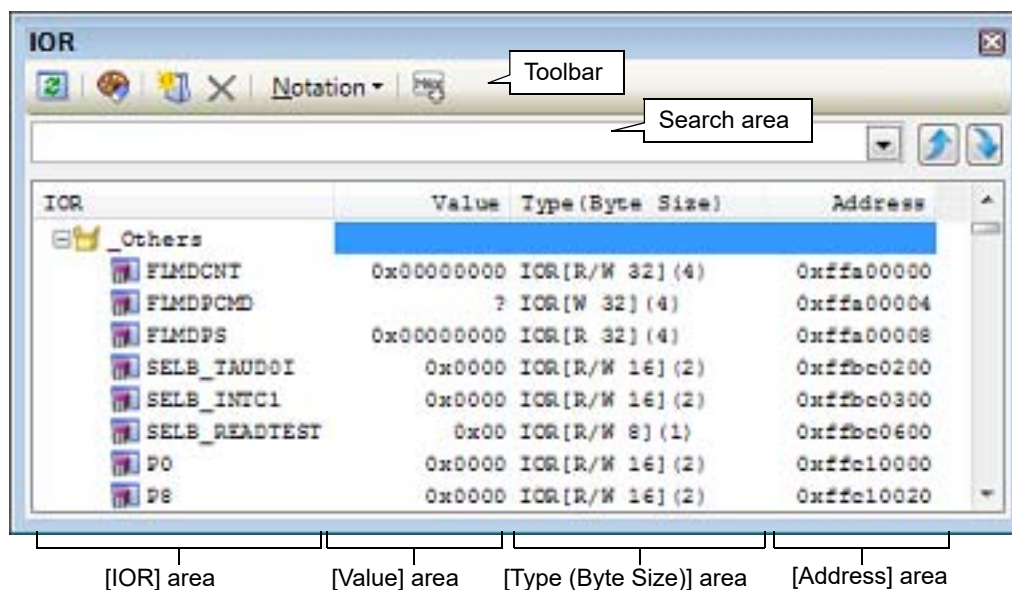 IOR
Toolbar
Notation
Search area
IOR Value Type(Byte Size) Address
_Others
FLMDCNT 0x00000000 IOR[R/W 32](4) 0xffa00000
FLMDPCMD ? IOR[W 32](4) 0xffa00004
FLMDPS 0x00000000 IOR[R 32](4) 0xffa00008
SELB_TAUD0I 0x0000 IOR[R/W 16](2) 0xffbc0200
SELB_INTC1 0x0000 IOR[R/W 16](2) 0xffbc0300
SELB_READTEST 0x00 IOR[R/W 8](1) 0xffbc0600
P0 0x0000 IOR[R/W 16](2) 0xffc10000
P8 0x0000 IOR[R/W 16](2) 0xffc10020
[IOR] area [Value] area [Type (Byte Size)] area [Address] area